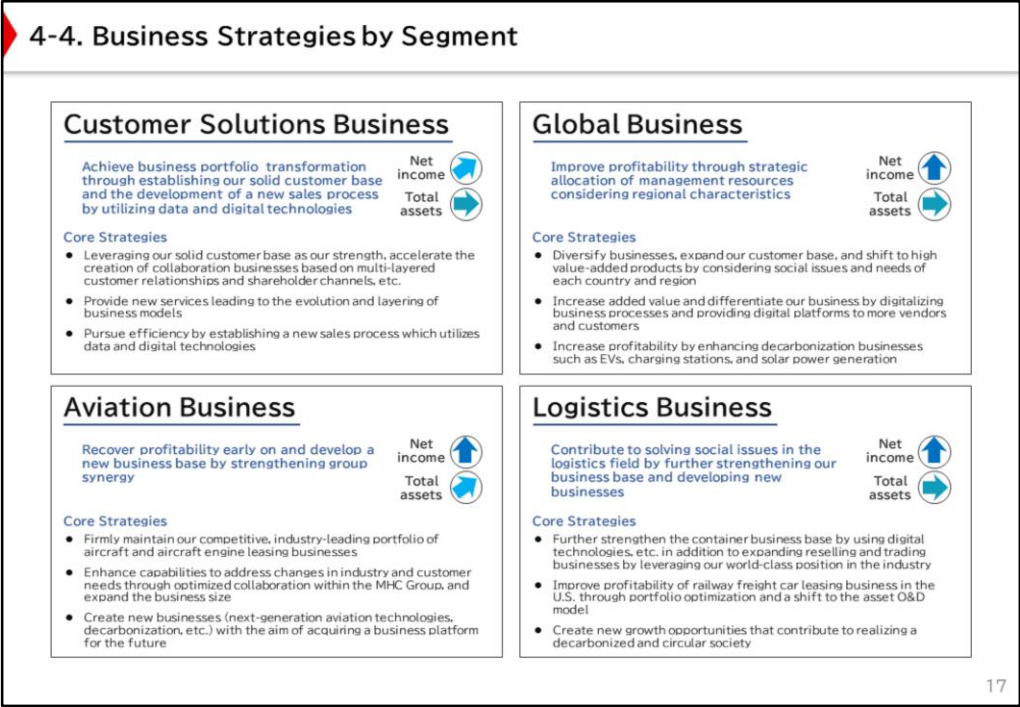 4-4. Business Strategies by Segment
Customer Solutions Business
Achieve business portfolio transformation
through establishing our solid customer base
and the development of a new sales process
by utilizing data and digital technologies
Net
income
Total
assets
Core Strategies
● Leveraging our solid customer base as our strength, accelerate the
creation of collaboration businesses based on multi-layered
customer relationships and shareholder channels, etc.
● Provide new services leading to the evolution and layering of
business models
● Pursue efficiency by establishing a new sales process which utilizes
data and digital technologies
Global Business
Improve profitability through strategic
allocation of management resources
considering regional characteristics
Net
income
Total
assets
Core Strategies
● Diversify businesses, expand our customer base, and shift to high
value-added products by considering social issues and needs of
each country and region
● Increase added value and differentiate our business by digitalizing
business processes and providing digital platforms to more vendors
and customers
● Increase profitability by enhancing decarbonization businesses
such as EVs, charging stations, and solar power generation
Aviation Business
Recover profitability early on and develop a
new business base by strengthening group
synergy
Net
income
Total
assets
Core Strategies
● Firmly maintain our competitive, industry-leading portfolio of
aircraft and aircraft engine leasing businesses
● Enhance capabilities to address changes in industry and customer
needs through optimized collaboration within the MHC Group, and
expand the business size
● Create new businesses (next-generation aviation technologies,
decarbonization, etc.) with the aim of acquiring a business platform
for the future
Logistics Business
Contribute to solving social issues in the
logistics field by further strengthening our
business base and developing new
businesses
Net
income
Total
assets
Core Strategies
● Further strengthen the container business base by using digital
technologies, etc. in addition to expanding reselling and trading
businesses by leveraging our world-class position in the industry
● Improve profitability of railway freight car leasing business in the
U.S. through portfolio optimization and a shift to the asset O&D
model
● Create new growth opportunities that contribute to realizing a
decarbonized and circular society
17